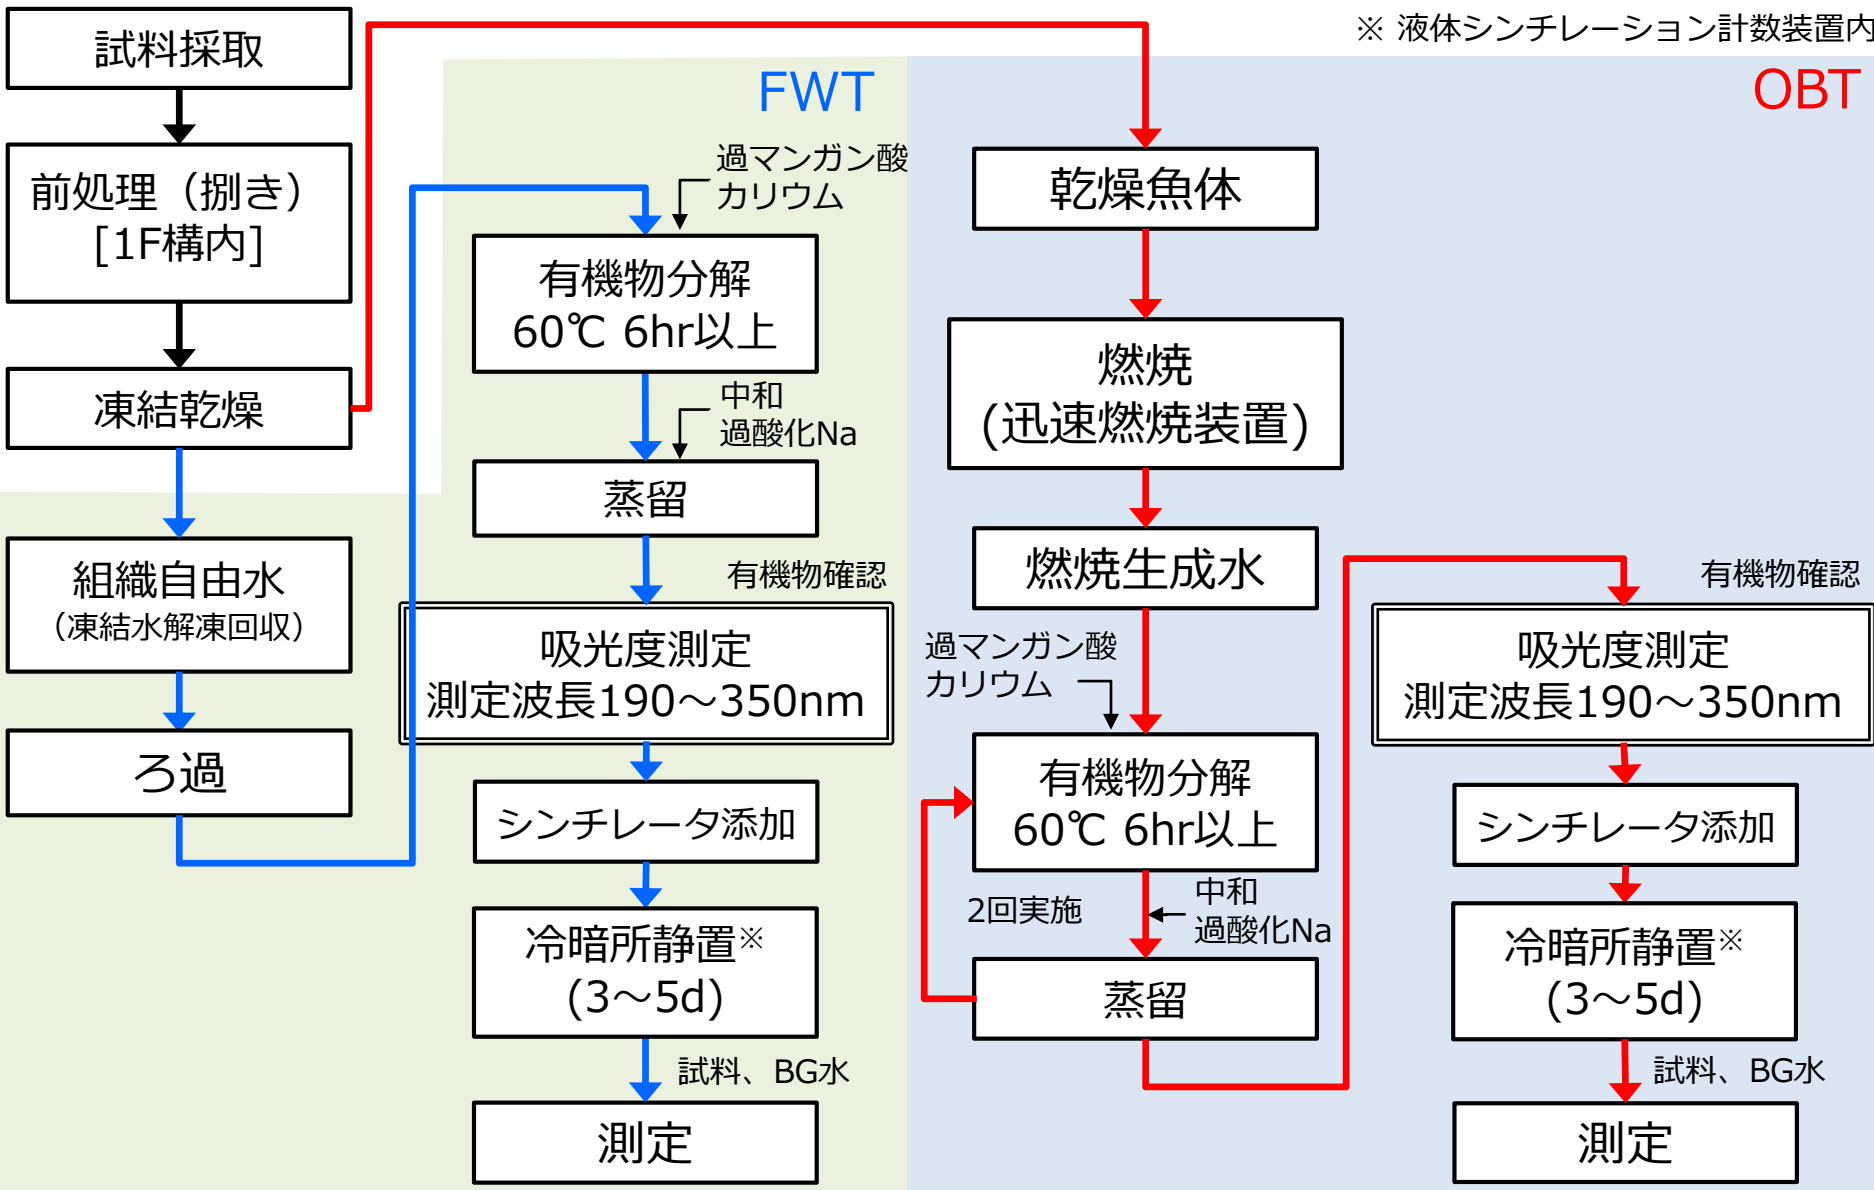 ※ 液体シンチレーション計数装置内
試料採取
前処理（捌き）
[1F構内]
凍結乾燥
組織自由水
（凍結水解凍回収）
ろ過
FWT
過マンガン酸
カリウム
有機物分解
60℃ 6hr以上
中和
過酸化Na
蒸留
有機物確認
吸光度測定
測定波長190～350nm
シンチレータ添加
冷暗所静置※
(3～5d)
試料、BG水
測定
OBT
乾燥魚体
燃焼
(迅速燃焼装置)
燃焼生成水
過マンガン酸
カリウム
有機物分解
60℃ 6hr以上
2回実施
中和
過酸化Na
蒸留
有機物確認
吸光度測定
測定波長190～350nm
シンチレータ添加
冷暗所静置※
(3～5d)
試料、BG水
測定